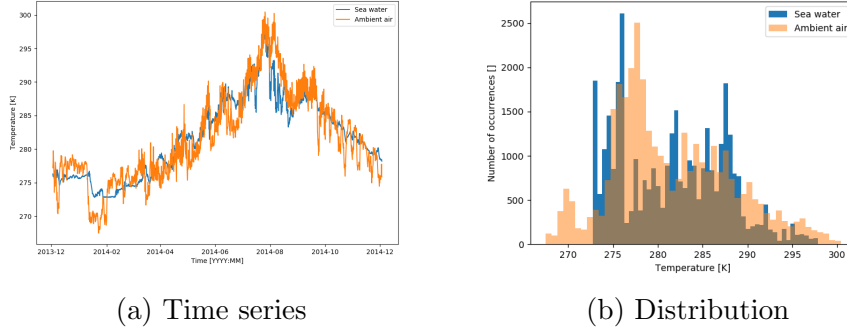 300
295
290
285
280
275
270
Temperature [K]
2013-12
2014-02
2014-04
2014-06
2014-08
2014-10
2014-12
Time [YYYY:MM]
Sea water
Ambient air
(a) Time series
2500
2000
1500
1000
500
0
Number of occurrences []
270
275
280
285
290
295
300
Temperature [K]
Sea water
Ambient air
(b) Distribution